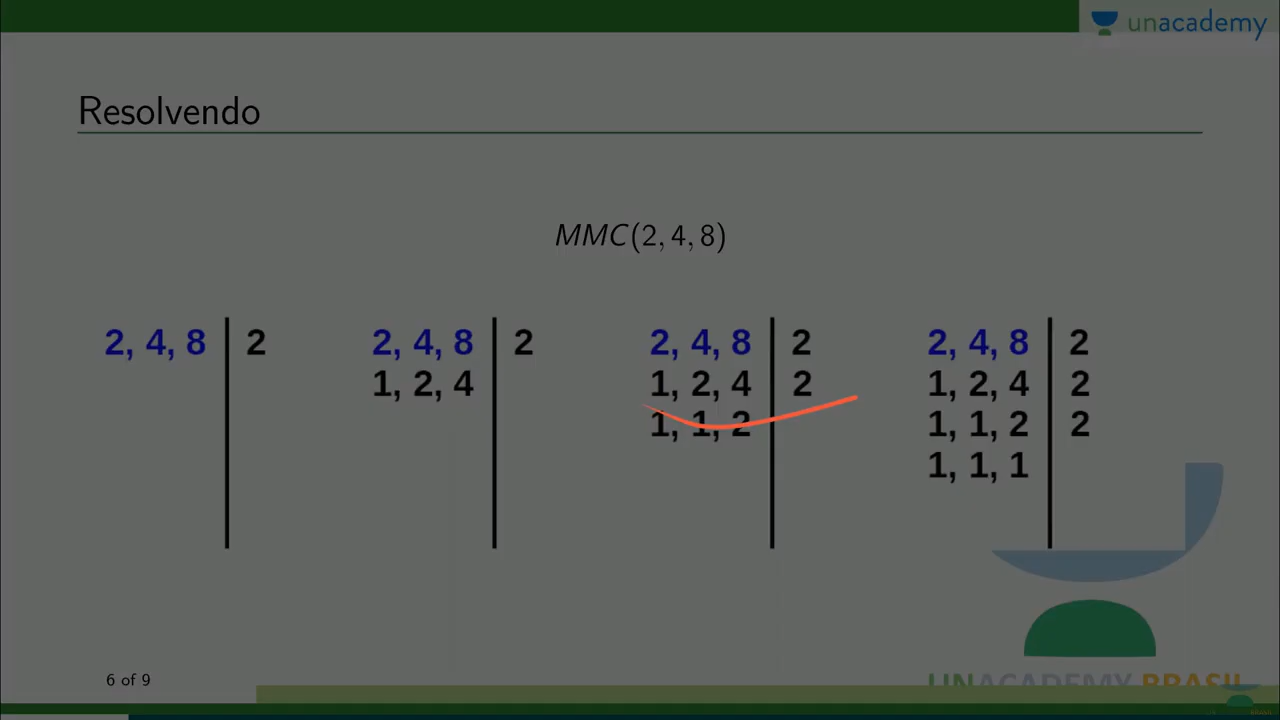 unacademy
Resolvendo
MMC(2, 4, 8)
2, 4, 8 | 2
2, 4, 8 | 2
1, 2, 4
2, 4, 8 | 2
1, 2, 4 | 2
1, 1, 2
2, 4, 8 | 2
1, 2, 4 | 2
1, 1, 2 | 2
1, 1, 1
6 of 9
UNACADEMY BRASIL